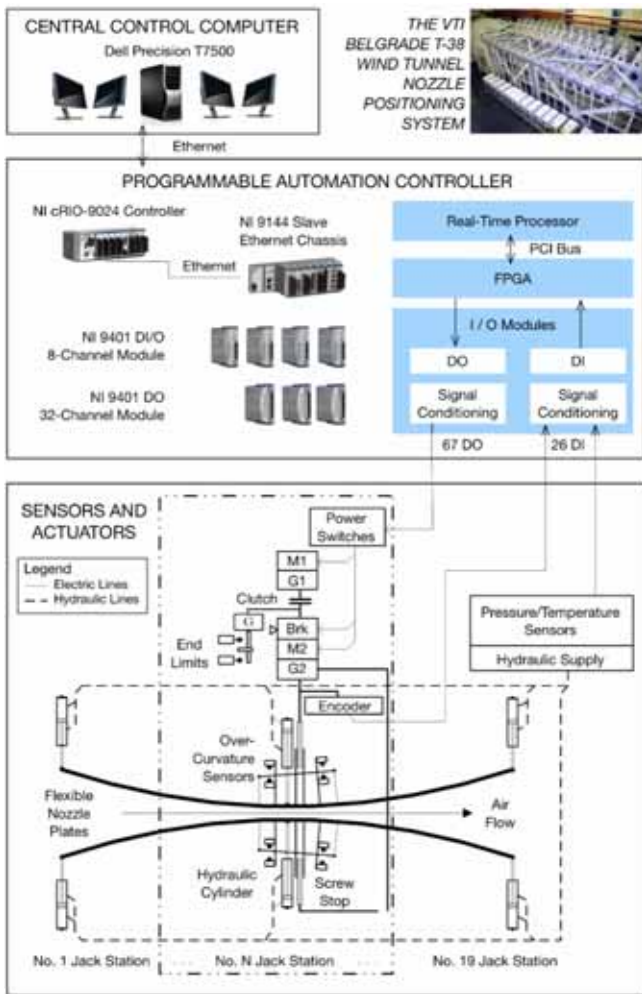 CENTRAL CONTROL COMPUTER
Dell Precision T7500
THE VTI
BELGRADE T-38
WIND TUNNEL
NOZZLE
POSITIONING
SYSTEM
Ethernet
PROGRAMMABLE AUTOMATION CONTROLLER
NI cRIO-9024 Controller
NI 9144 Slave
Ethernet Chassis
Ethernet
NI 9401 DI/O
8-Channel Module
NI 9401 DO
32-Channel Module
Real-Time Processor
PCI Bus
FPGA
I / O Modules
DO
DI
Signal
Conditioning
Signal
Conditioning
67 DO
26 DI
SENSORS AND
ACTUATORS
Legend
Electric Lines
Hydraulic Lines
Power
Switches
M1
G1
Clutch
G
Brk
M2
G2
End
Limits
Encoder
Pressure/Temperature
Sensors
Hydraulic Supply
Over-
Curvature
Sensors
Flexible
Nozzle
Plates
Air
Flow
Hydraulic
Cylinder
Screw
Stop
No. 1 Jack Station
No. N Jack Station
No. 19 Jack Station